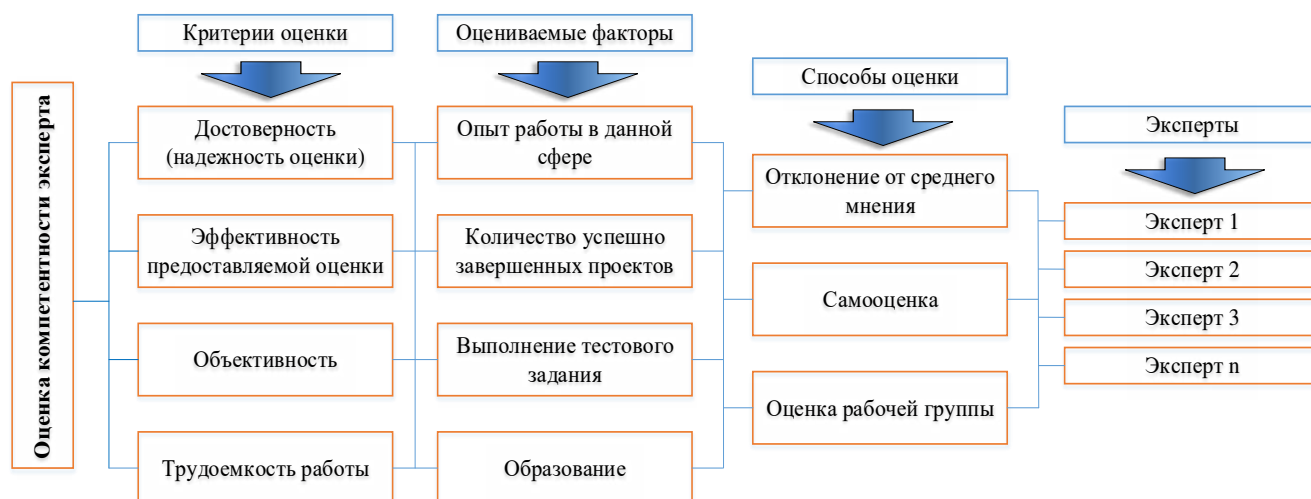 Оценка компетентности эксперта
Критерии оценки
Достоверность
(надежность оценки)
Эффективность
предоставляемой оценки
Объективность
Трудоемкость работы
Оцениваемые факторы
Опыт работы в данной
сфере
Количество успешно
завершенных проектов
Выполнение тестового
задания
Образование
Способы оценки
Отклонение от среднего
мнения
Самооценка
Оценка рабочей группы
Эксперты
Эксперт 1
Эксперт 2
Эксперт 3
Эксперт n